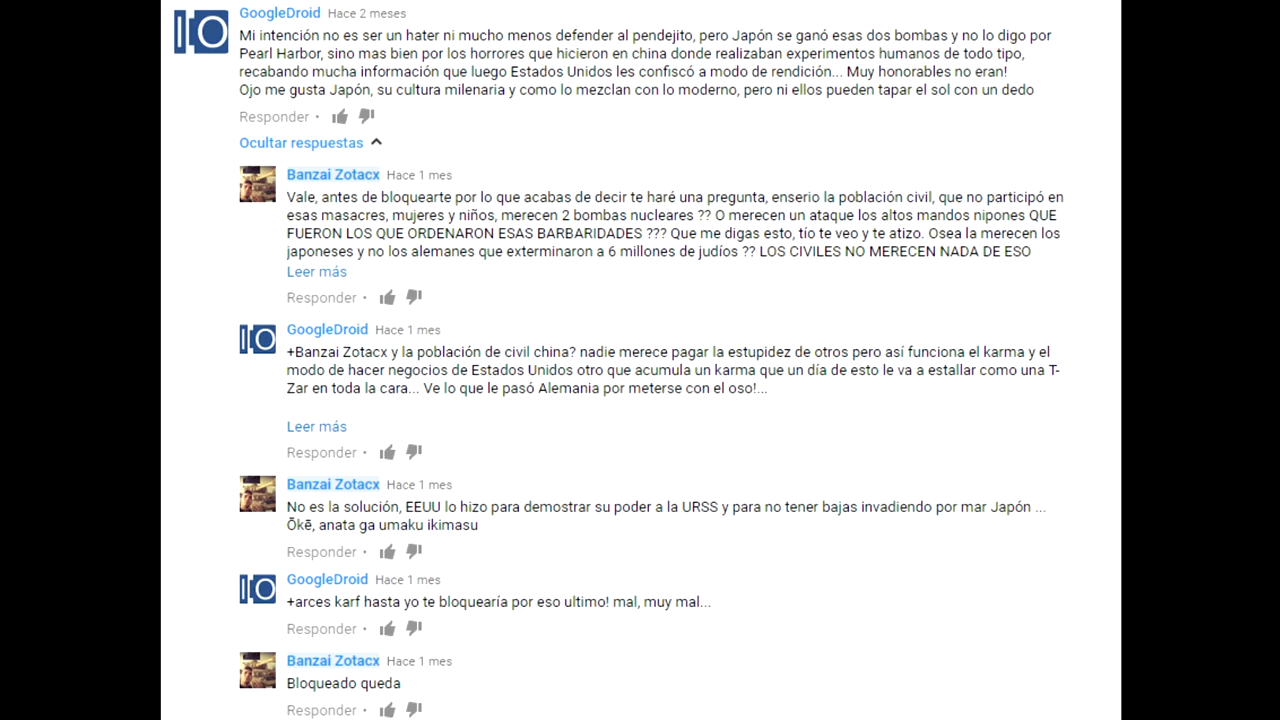 GoogleDroid Hace 2 meses
Mi intención no es ser un hater ni mucho menos defender al pendejito, pero Japón se ganó esas dos bombas y no lo digo por
Pearl Harbor, sino mas bien por los horrores que hicieron en china donde realizaban experimentos humanos de todo tipo,
recabando mucha información que luego Estados Unidos les confiscó a modo de rendición... Muy honorables no eran!
Ojo me gusta Japón, su cultura milenaria y como lo mezclan con lo moderno, pero ni ellos pueden tapar el sol con un dedo
Responder •
Ocultar respuestas
Banzai Zotacx Hace 1 mes
Vale, antes de bloquearte por lo que acabas de decir te haré una pregunta, enserio la población civil, que no participó en
esas masacres, mujeres y niños, merecen 2 bombas nucleares ?? O merecen un ataque los altos mandos nipones QUE
FUERON LOS QUE ORDENARON ESAS BARBARIDADES ??? Que me digas esto, tío te veo y te atizo. Osea la merecen los
japoneses y no los alemanes que exterminaron a 6 millones de judíos ?? LOS CIVILES NO MERECEN NADA DE ESO
Leer más
Responder •
GoogleDroid Hace 1 mes
+Banzai Zotacx y la población de civil china? nadie merece pagar la estupidez de otros pero así funciona el karma y el
modo de hacer negocios de Estados Unidos otro que acumula un karma que un día de esto le va a estallar como una T-
Zar en toda la cara... Ve lo que le pasó Alemania por meterse con el oso!...
Leer más
Responder •
Banzai Zotacx Hace 1 mes
No es la solución, EEUU lo hizo para demostrar su poder a la URSS y para no tener bajas invadiendo por mar Japón ...
Ōkē, anata ga umaku ikimasu
Responder •
GoogleDroid Hace 1 mes
+arces karf hasta yo te bloquearía por eso ultimo! mal, muy mal...
Responder •
Banzai Zotacx Hace 1 mes
Bloqueado queda
Responder •